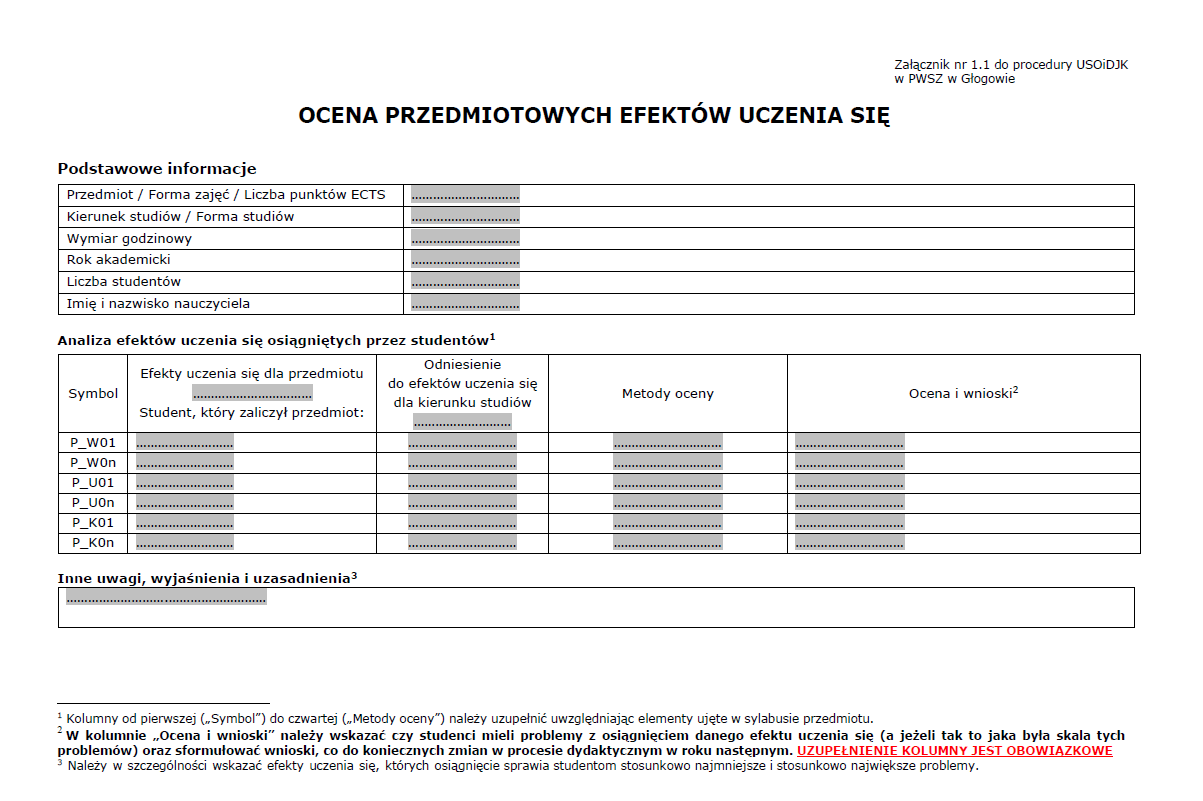 Załącznik nr 1.1 do procedury USOiDJK
w PWSZ w Głogowie
OCENA PRZEDMIOTOWYCH EFEKTÓW UCZENIA SIĘ
Podstawowe informacje
Przedmiot / Forma zajęć / Liczba punktów ECTS …………………………
Kierunek studiów / Forma studiów …………………………
Wymiar godzinowy …………………………
Rok akademicki …………………………
Liczba studentów …………………………
Imię i nazwisko nauczyciela …………………………
Analiza efektów uczenia się osiągniętych przez studentów¹
Symbol
Efekty uczenia się dla przedmiotu
……………………………
Student, który zaliczył przedmiot:
Odniesienie
do efektów uczenia się
dla kierunku studiów
………………………
Metody oceny
Ocena i wnioski²
P_W01 ……………………… ………………………… ………………………… …………………………
P_W0n ……………………… ………………………… ………………………… …………………………
P_U01 ……………………… ………………………… ………………………… …………………………
P_U0n ……………………… ………………………… ………………………… …………………………
P_K01 ……………………… ………………………… ………………………… …………………………
P_K0n ……………………… ………………………… ………………………… …………………………
Inne uwagi, wyjaśnienia i uzasadnienia³
………………………………………………
¹ Kolumny od pierwszej („Symbol”) do czwartej („Metody oceny”) należy uzupełnić uwzględniając elementy ujęte w sylabusie przedmiotu.
² W kolumnie „Ocena i wnioski” należy wskazać czy studenci mieli problemy z osiągnięciem danego efektu uczenia się (a jeżeli tak to jaka była skala tych
problemów) oraz sformułować wnioski, co do koniecznych zmian w procesie dydaktycznym w roku następnym. UZUPEŁNIENIE KOLUMNY JEST OBOWIAZKOWE
³ Należy w szczególności wskazać efekty uczenia się, których osiągnięcie sprawia studentom stosunkowo najmniejsze i stosunkowo największe problemy.